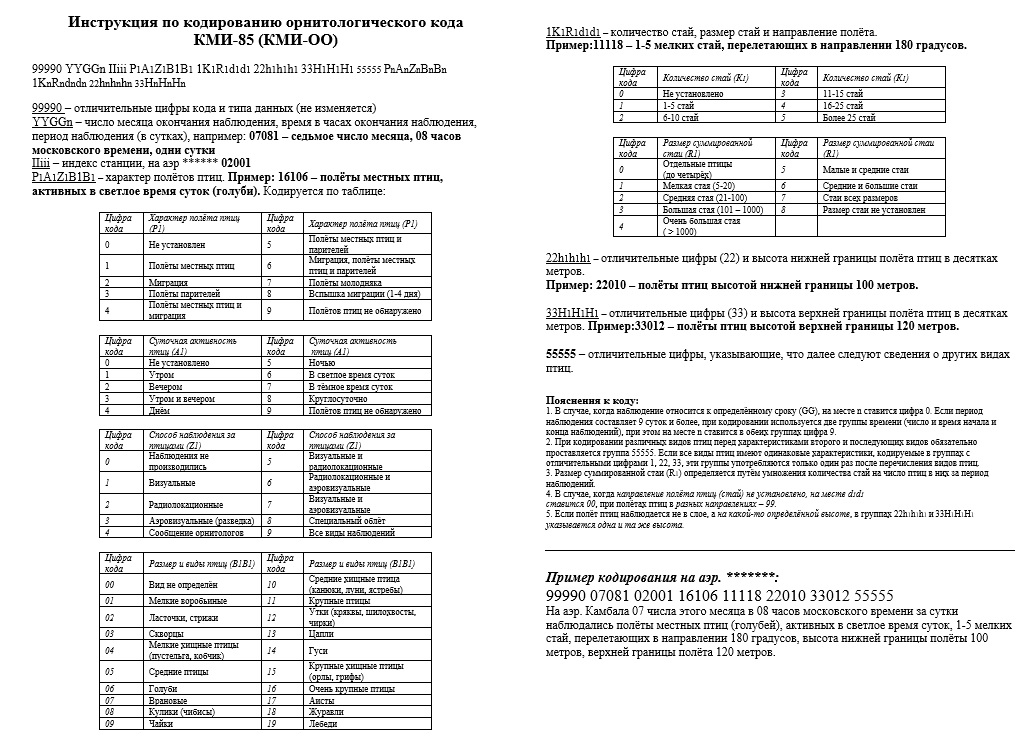 Инструкция по кодированию орнитологического кода
КМИ-85 (КМИ-ОО)
99990 YYGGn IIiii P1A1Z1B1B1 1K1R1d1d1 22h1h1h1 33H1H1H1 55555 PnAnZnBnBn
1KnRndndn 22hnhnhn 33HnHnHn
99990 – отличительные цифры кода и типа данных (не изменяется)
YYGGn – число месяца окончания наблюдения, время в часах окончания наблюдения,
период наблюдения (в сутках), например: 07081 – седьмое число месяца, 08 часов
московского времени, одни сутки
IIiii – индекс станции, на аэр ****** 02001
P1A1Z1B1B1 – характер полётов птиц. Пример: 16106 – полёты местных птиц,
активных в светлое время суток (голуби). Кодируется по таблице:
Цифра кода Характер полёта птиц (P1) Цифра кода Характер полёта птиц (P1)
0 Не установлен 5 Полёты местных птиц и парителей
1 Полёты местных птиц 6 Миграция, полёты местных птиц и парителей
2 Миграция 7 Полёты молодняка
3 Полёты парителей 8 Вспышка миграции (1-4 дня)
4 Полёты местных птиц и миграция 9 Полётов птиц не обнаружено
Цифра кода Суточная активность птиц (A1) Цифра кода Суточная активность птиц (A1)
0 Не установлено 5 Ночью
1 Утром 6 В светлое время суток
2 Вечером 7 В тёмное время суток
3 Утром и вечером 8 Круглосуточно
4 Днём 9 Полётов птиц не обнаружено
Цифра кода Способ наблюдения за птицами (Z1) Цифра кода Способ наблюдения за птицами (Z1)
0 Наблюдения не производились 5 Визуальные и радиолокационные
1 Визуальные 6 Радиолокационные и аэровизуальные
2 Радиолокационные 7 Визуальные и аэровизуальные
3 Аэровизуальные (разведка) 8 Специальный облёт
4 Сообщение орнитологов 9 Все виды наблюдений
Цифра кода Размер и виды птиц (B1B1) Цифра кода Размер и виды птиц (B1B1)
00 Вид не определён 10 Средние хищные птица (канюки, луни, ястребы)
01 Мелкие воробьиные 11 Крупные птицы
02 Ласточки, стрижи 12 Утки (кряквы, шилохвосты, чирки)
03 Скворцы 13 Цапли
04 Мелкие хищные птицы (пустельга, кобчик) 14 Гуси
05 Средние птицы 15 Крупные хищные птицы (орлы, грифы)
06 Голуби 16 Очень крупные птицы
07 Врановые 17 Аисты
08 Кулики (чибисы) 18 Журавли
09 Чайки 19 Лебеди
1K1R1d1d1 – количество стай, размер стай и направление полёта.
Пример:11118 – 1-5 мелких стай, перелетающих в направлении 180 градусов.
Цифра кода Количество стай (K1) Цифра кода Количество стай (K1)
0 Не установлено 3 11-15 стай
1 1-5 стай 4 16-25 стай
2 6-10 стай 5 Более 25 стай
Цифра кода Размер суммированной стаи (R1) Цифра кода Размер суммированной стаи (R1)
0 Отдельные птицы (до четырёх) 5 Малые и средние стаи
1 Мелкая стая (5-20) 6 Средние и большие стаи
2 Средняя стая (21-100) 7 Стаи всех размеров
3 Большая стая (101 – 1000) 8 Размер стаи не установлен
4 Очень большая стая ( > 1000)
22h1h1h1 – отличительные цифры (22) и высота нижней границы полёта птиц в десятках
метров.
Пример: 22010 – полёты птиц высотой нижней границы 100 метров.
33H1H1H1 – отличительные цифры (33) и высота верхней границы полёта птиц в десятках
метров. Пример:33012 – полёты птиц высотой верхней границы 120 метров.
55555 – отличительные цифры, указывающие, что далее следуют сведения о других видах
птиц.
Пояснения к коду:
1. В случае, когда наблюдение относится к определённому сроку (GG), на месте n ставится цифра 0. Если период
наблюдения составляет 9 суток и более, при кодировании используется две группы времени (число и время начала и
конца наблюдений), при этом на месте n ставится в обеих группах цифра 9.
2. При кодировании различных видов птиц перед характеристиками второго и последующих видов обязательно
проставляется группа 55555. Если все виды птиц имеют одинаковые характеристики, кодируемые в группах с
отличительными цифрами 1, 22, 33, эти группы употребляются только один раз после перечисления видов птиц.
3. Размер суммированной стаи (R1) определяется путём умножения количества стай на число птиц в них за период
наблюдений.
4. В случае, когда направление полёта птиц (стай) не установлено, на месте d1d1
ставится 00, при полётах птиц в разных направлениях – 99.
5. Если полёт птиц наблюдается не в слое, а на какой-то определённой высоте, в группах 22h1h1h1 и 33H1H1H1
указывается одна и та же высота.
Пример кодирования на аэр. *******:
99990 07081 02001 16106 11118 22010 33012 55555
На аэр. Камбала 07 числа этого месяца в 08 часов московского времени за сутки
наблюдались полёты местных птиц (голубей), активных в светлое время суток, 1-5 мелких
стай, перелетающих в направлении 180 градусов, высота нижней границы полёты 100
метров, верхней границы полёта 120 метров.